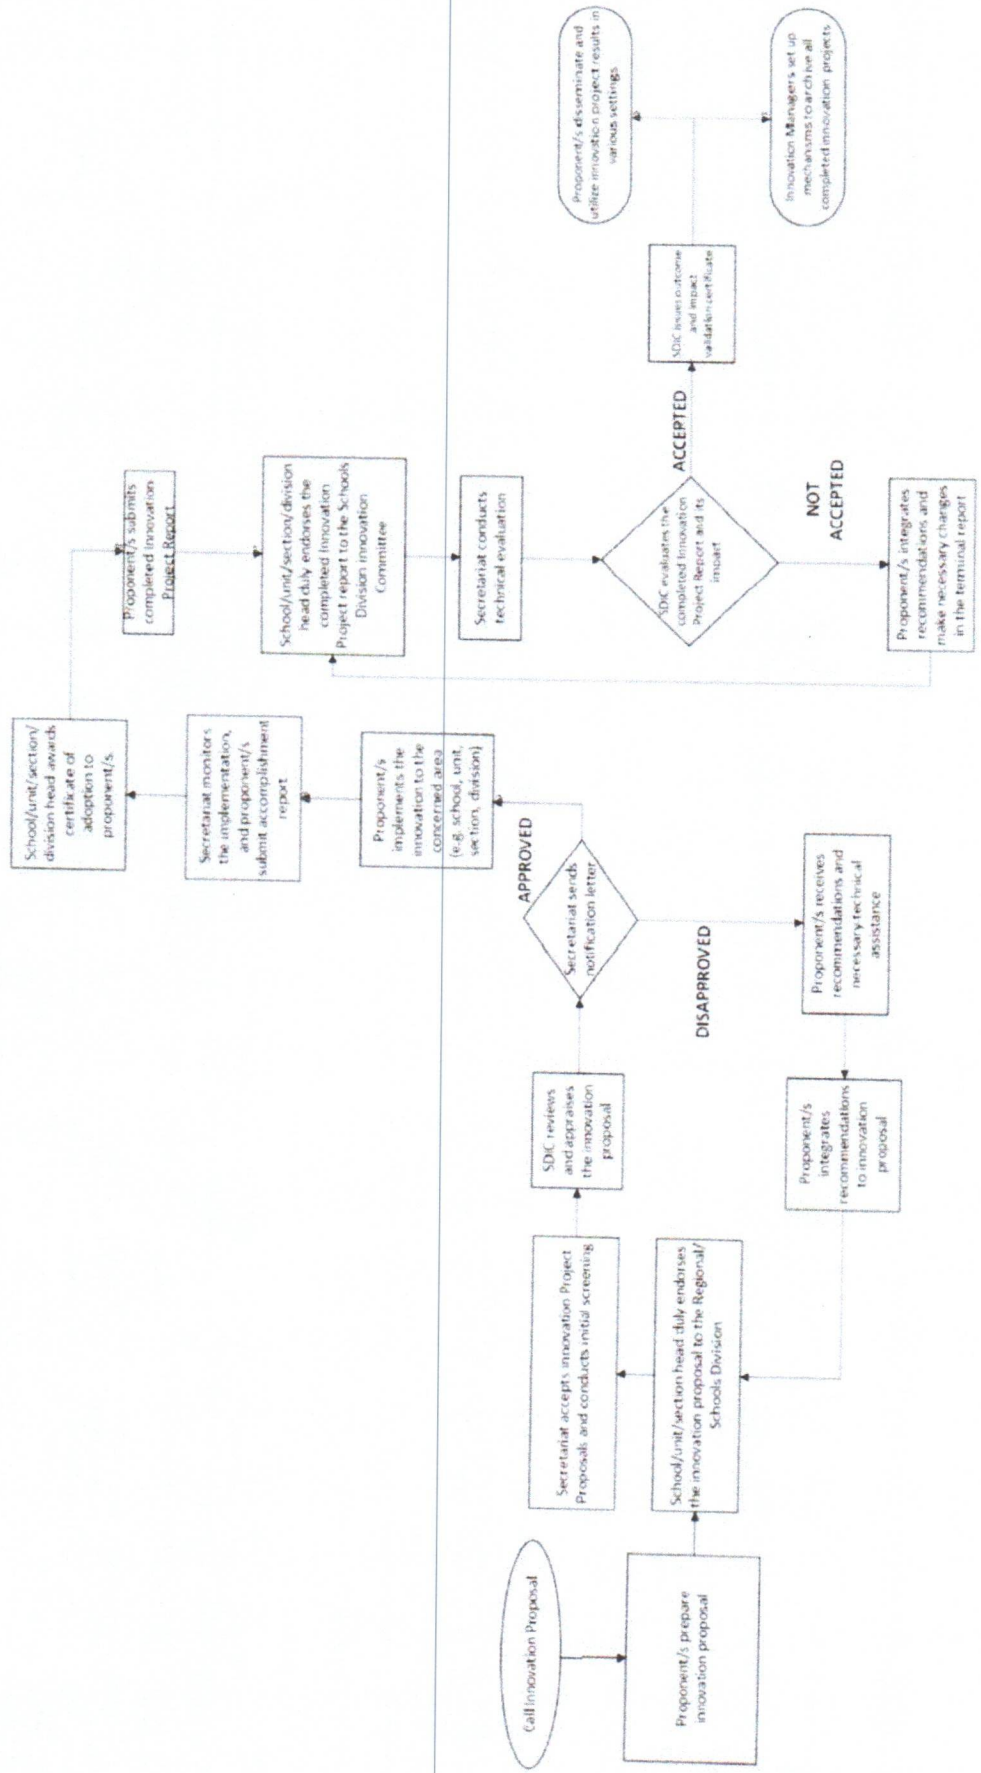 Call Innovation Proposal
Proponent/s prepare
innovation proposal
School/unit/section head duly endorses
the innovation proposal to the Regional/
Schools Division
Secretariat accepts innovation Project
Proposals and conducts initial screening
SDIC reviews
and appraises
the innovation
proposal
Secretariat sends
notification letter
APPROVED
DISAPPROVED
Proponent/s receives
recommendations and
necessary technical
assistance
Proponent/s
integrates
recommendations
to innovation
proposal
Proponent/s
implements the
innovation to the
concerned area
(e.g. school, unit,
section, division)
Secretariat monitors
the implementation,
and proponent/s
submit accomplishment
report
School/unit/section/
division head awards
certificate of
adoption to
proponent/s.
Proponent/s submits
completed Innovation
Project Report
School/unit/section/division
head duly endorses the
completed Innovation
Project report to the Schools
Division innovation
Committee
Secretariat conducts
technical evaluation
SDIC evaluates the
completed Innovation
Project Report and its
impact
ACCEPTED
NOT
ACCEPTED
Proponent/s integrates
recommendations and
make necessary changes
in the terminal report
SDIC issues outcome
and impact
validation certificate
Proponent/s disseminate and
utilize innovation project results in
various settings
Innovation Managers set up
mechanisms to archive all
completed innovation projects